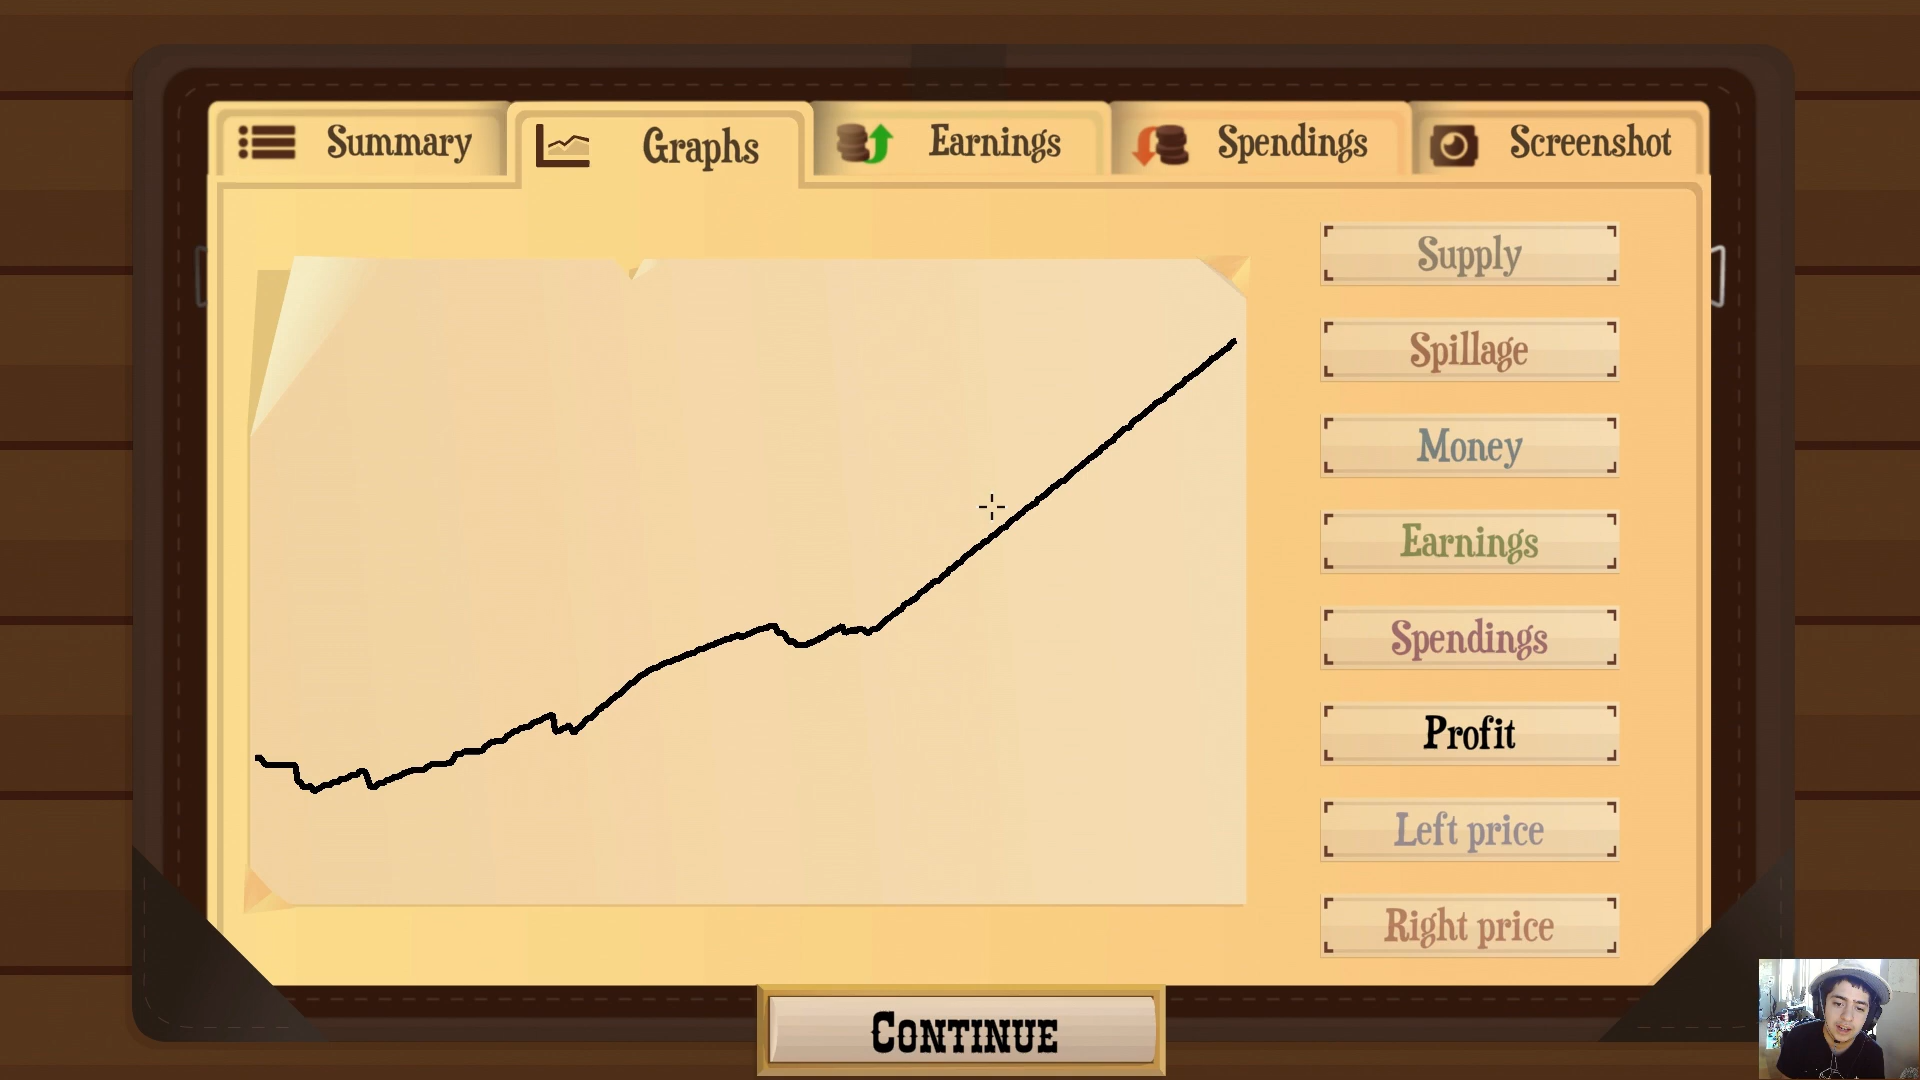 Summary
Graphs
Earnings
Spendings
Screenshot
Supply
Spillage
Money
Earnings
Spendings
Profit
Left price
Right price
CONTINUE